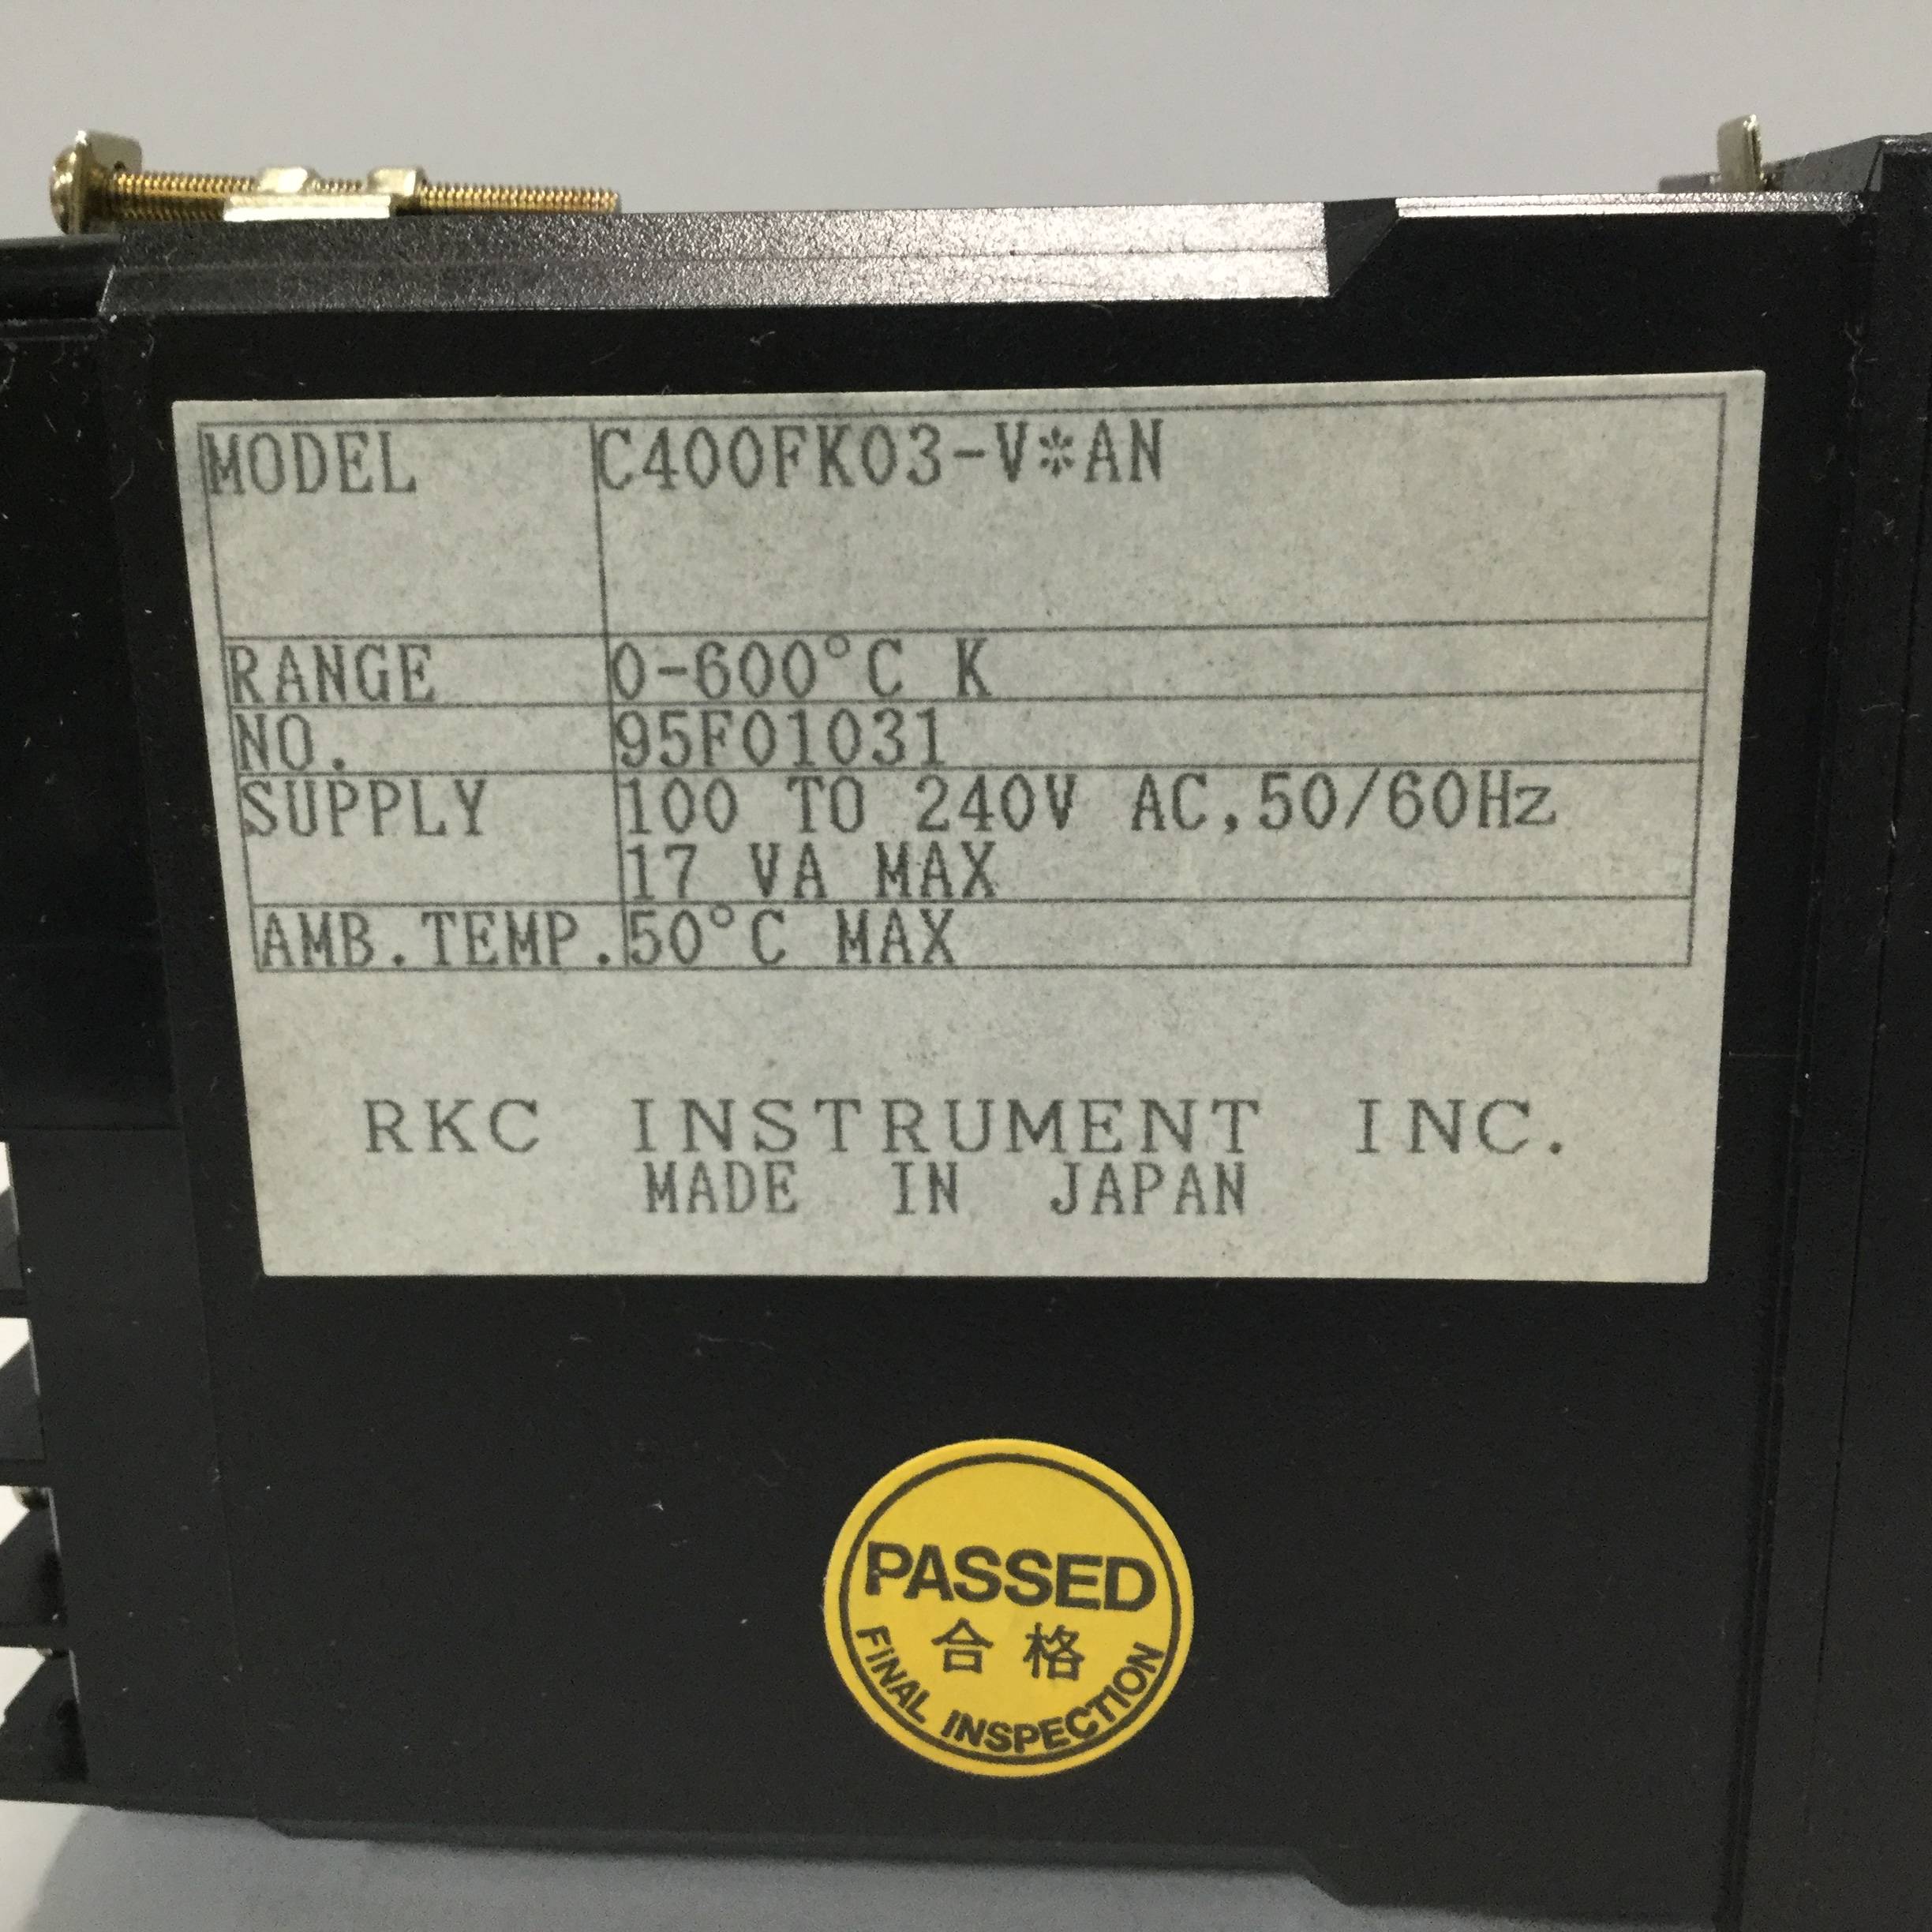 MODEL C400FK03-V*AN
RANGE 0-600°C K
NO. 95F01031
SUPPLY 100 TO 240V AC,50/60Hz
17 VA MAX
AMB.TEMP. 50°C MAX
RKC INSTRUMENT INC.
MADE IN JAPAN
PASSED
合格
FINAL INSPECTION